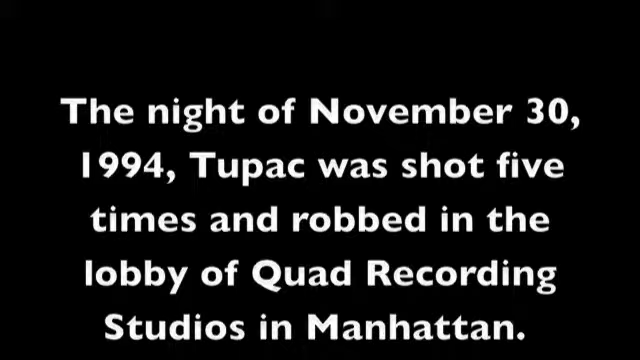 The night of November 30,
1994, Tupac was shot five
times and robbed in the
lobby of Quad Recording
Studios in Manhattan.